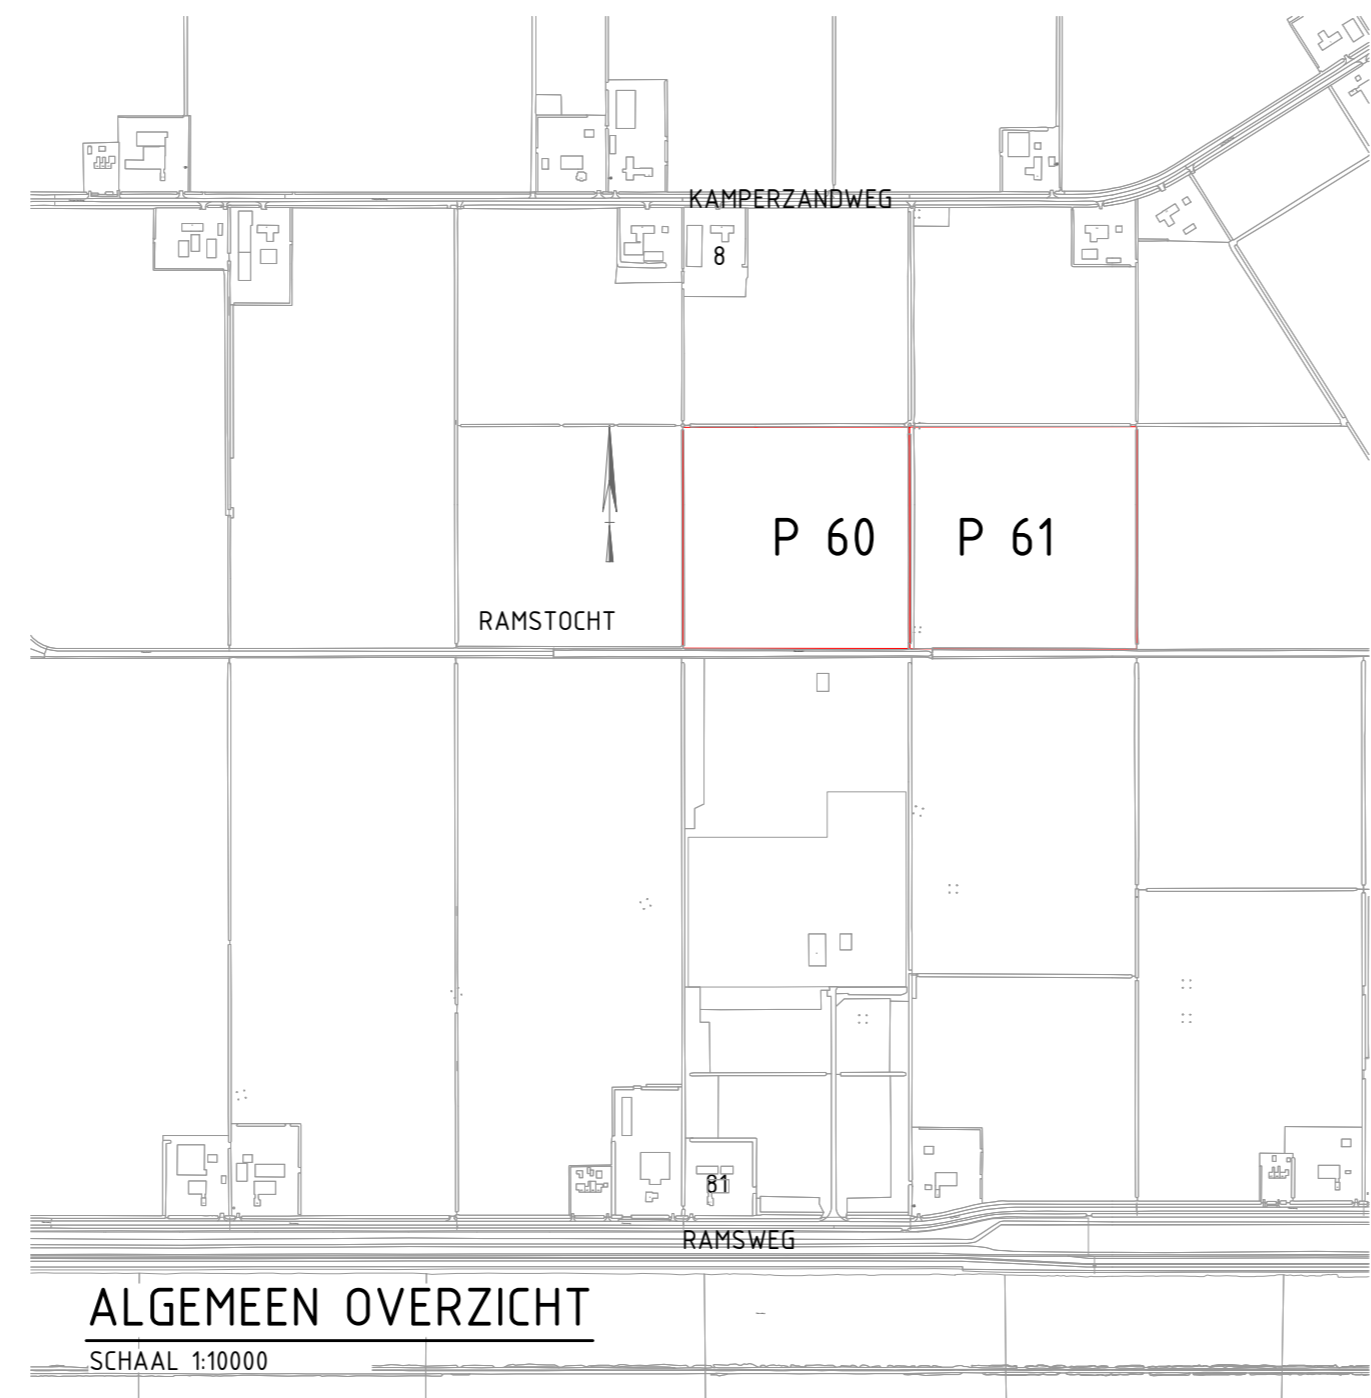 KAMPERZANDWEG
8
P 60 P 61
RAMSTOCHT
81
RAMSWEG
ALGEMEEN OVERZICHT
SCHAAL 1:10000